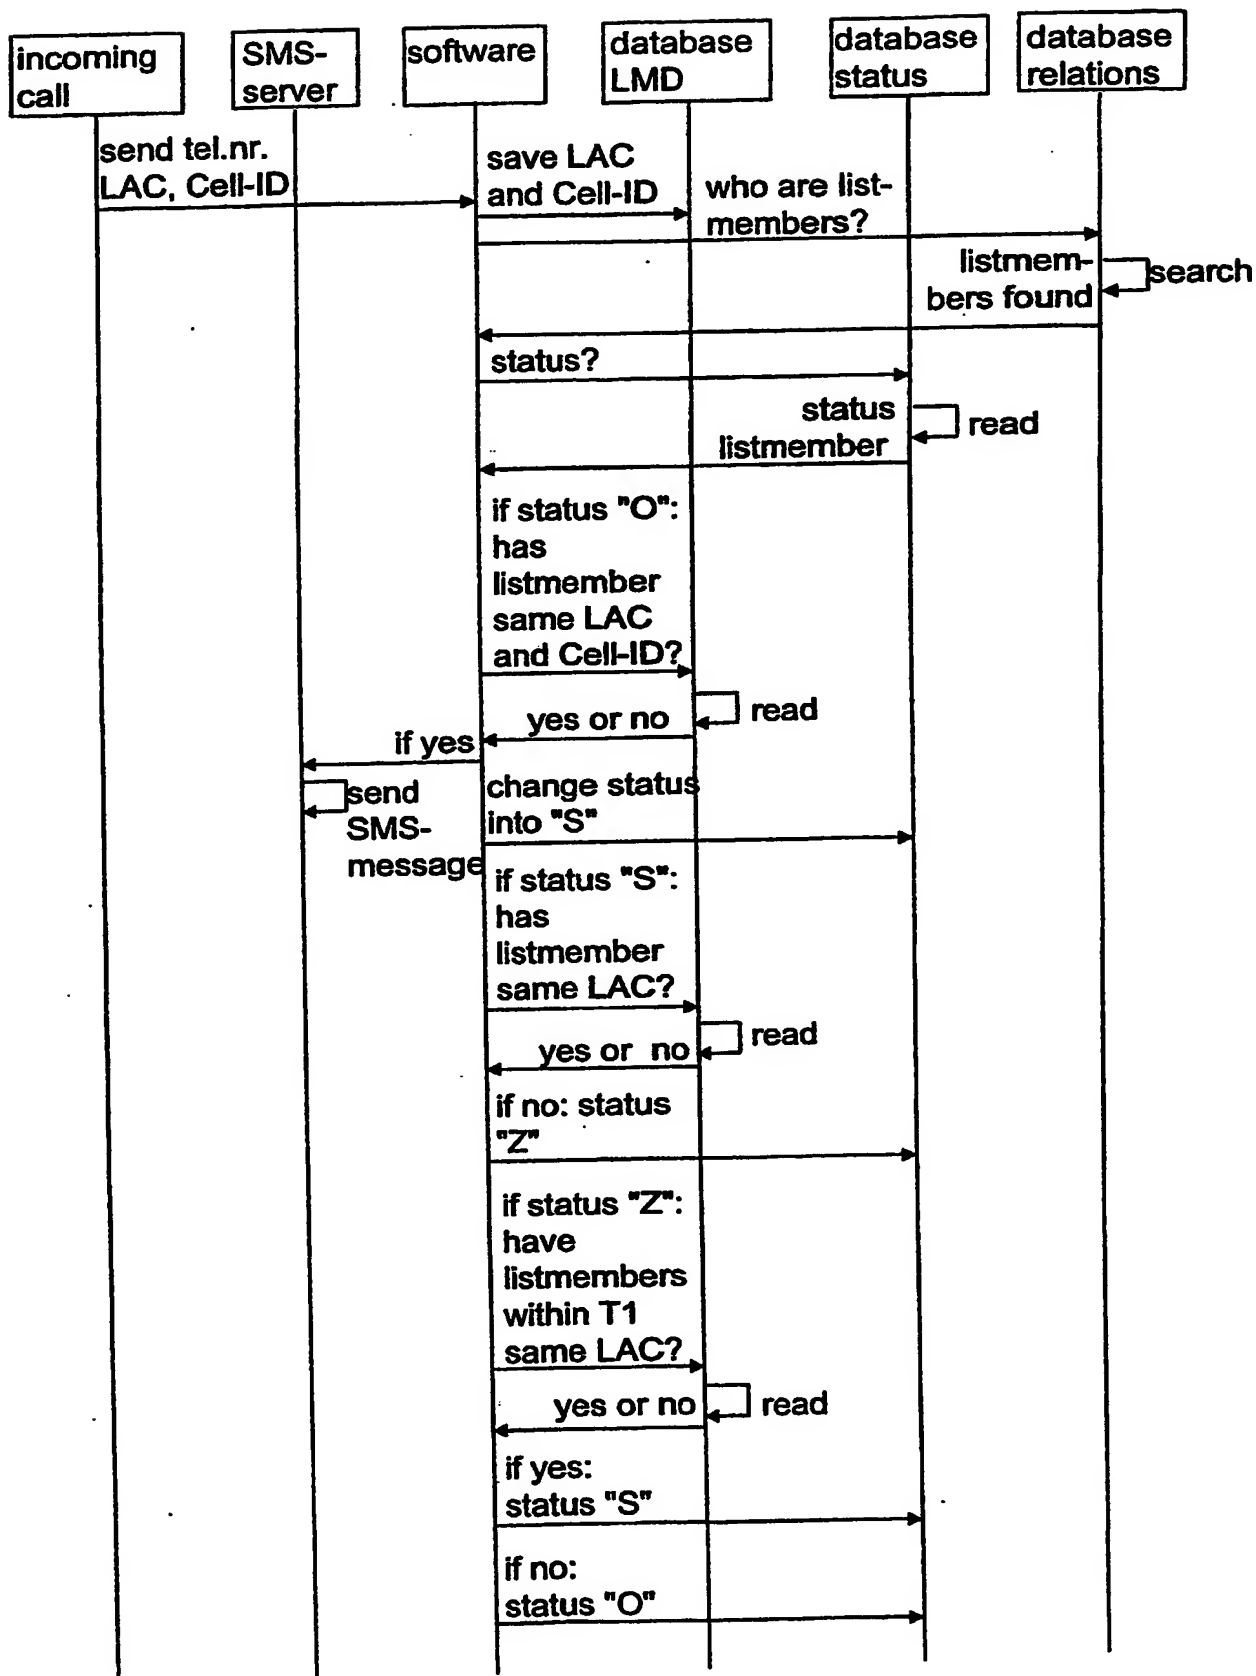 incoming
call
SMS-
server
software
database
LMD
database
status
database
relations
send tel.nr.
LAC, Cell-ID
save LAC
and Cell-ID
who are list-
members?
listmem-
bers found
search
status?
status
listmember
read
if status "O":
has
listmember
same LAC
and Cell-ID?
yes or no
read
if yes
send
SMS-
message
change status
into "S"
if status "S":
has
listmember
same LAC?
yes or no
read
if no: status
"Z"
if status "Z":
have
listmembers
within T1
same LAC?
yes or no
read
if yes:
status "S"
if no:
status "O"